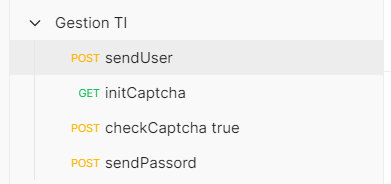 Gestion TI
POST sendUser
GET initCaptcha
POST checkCaptcha true
POST sendPassord